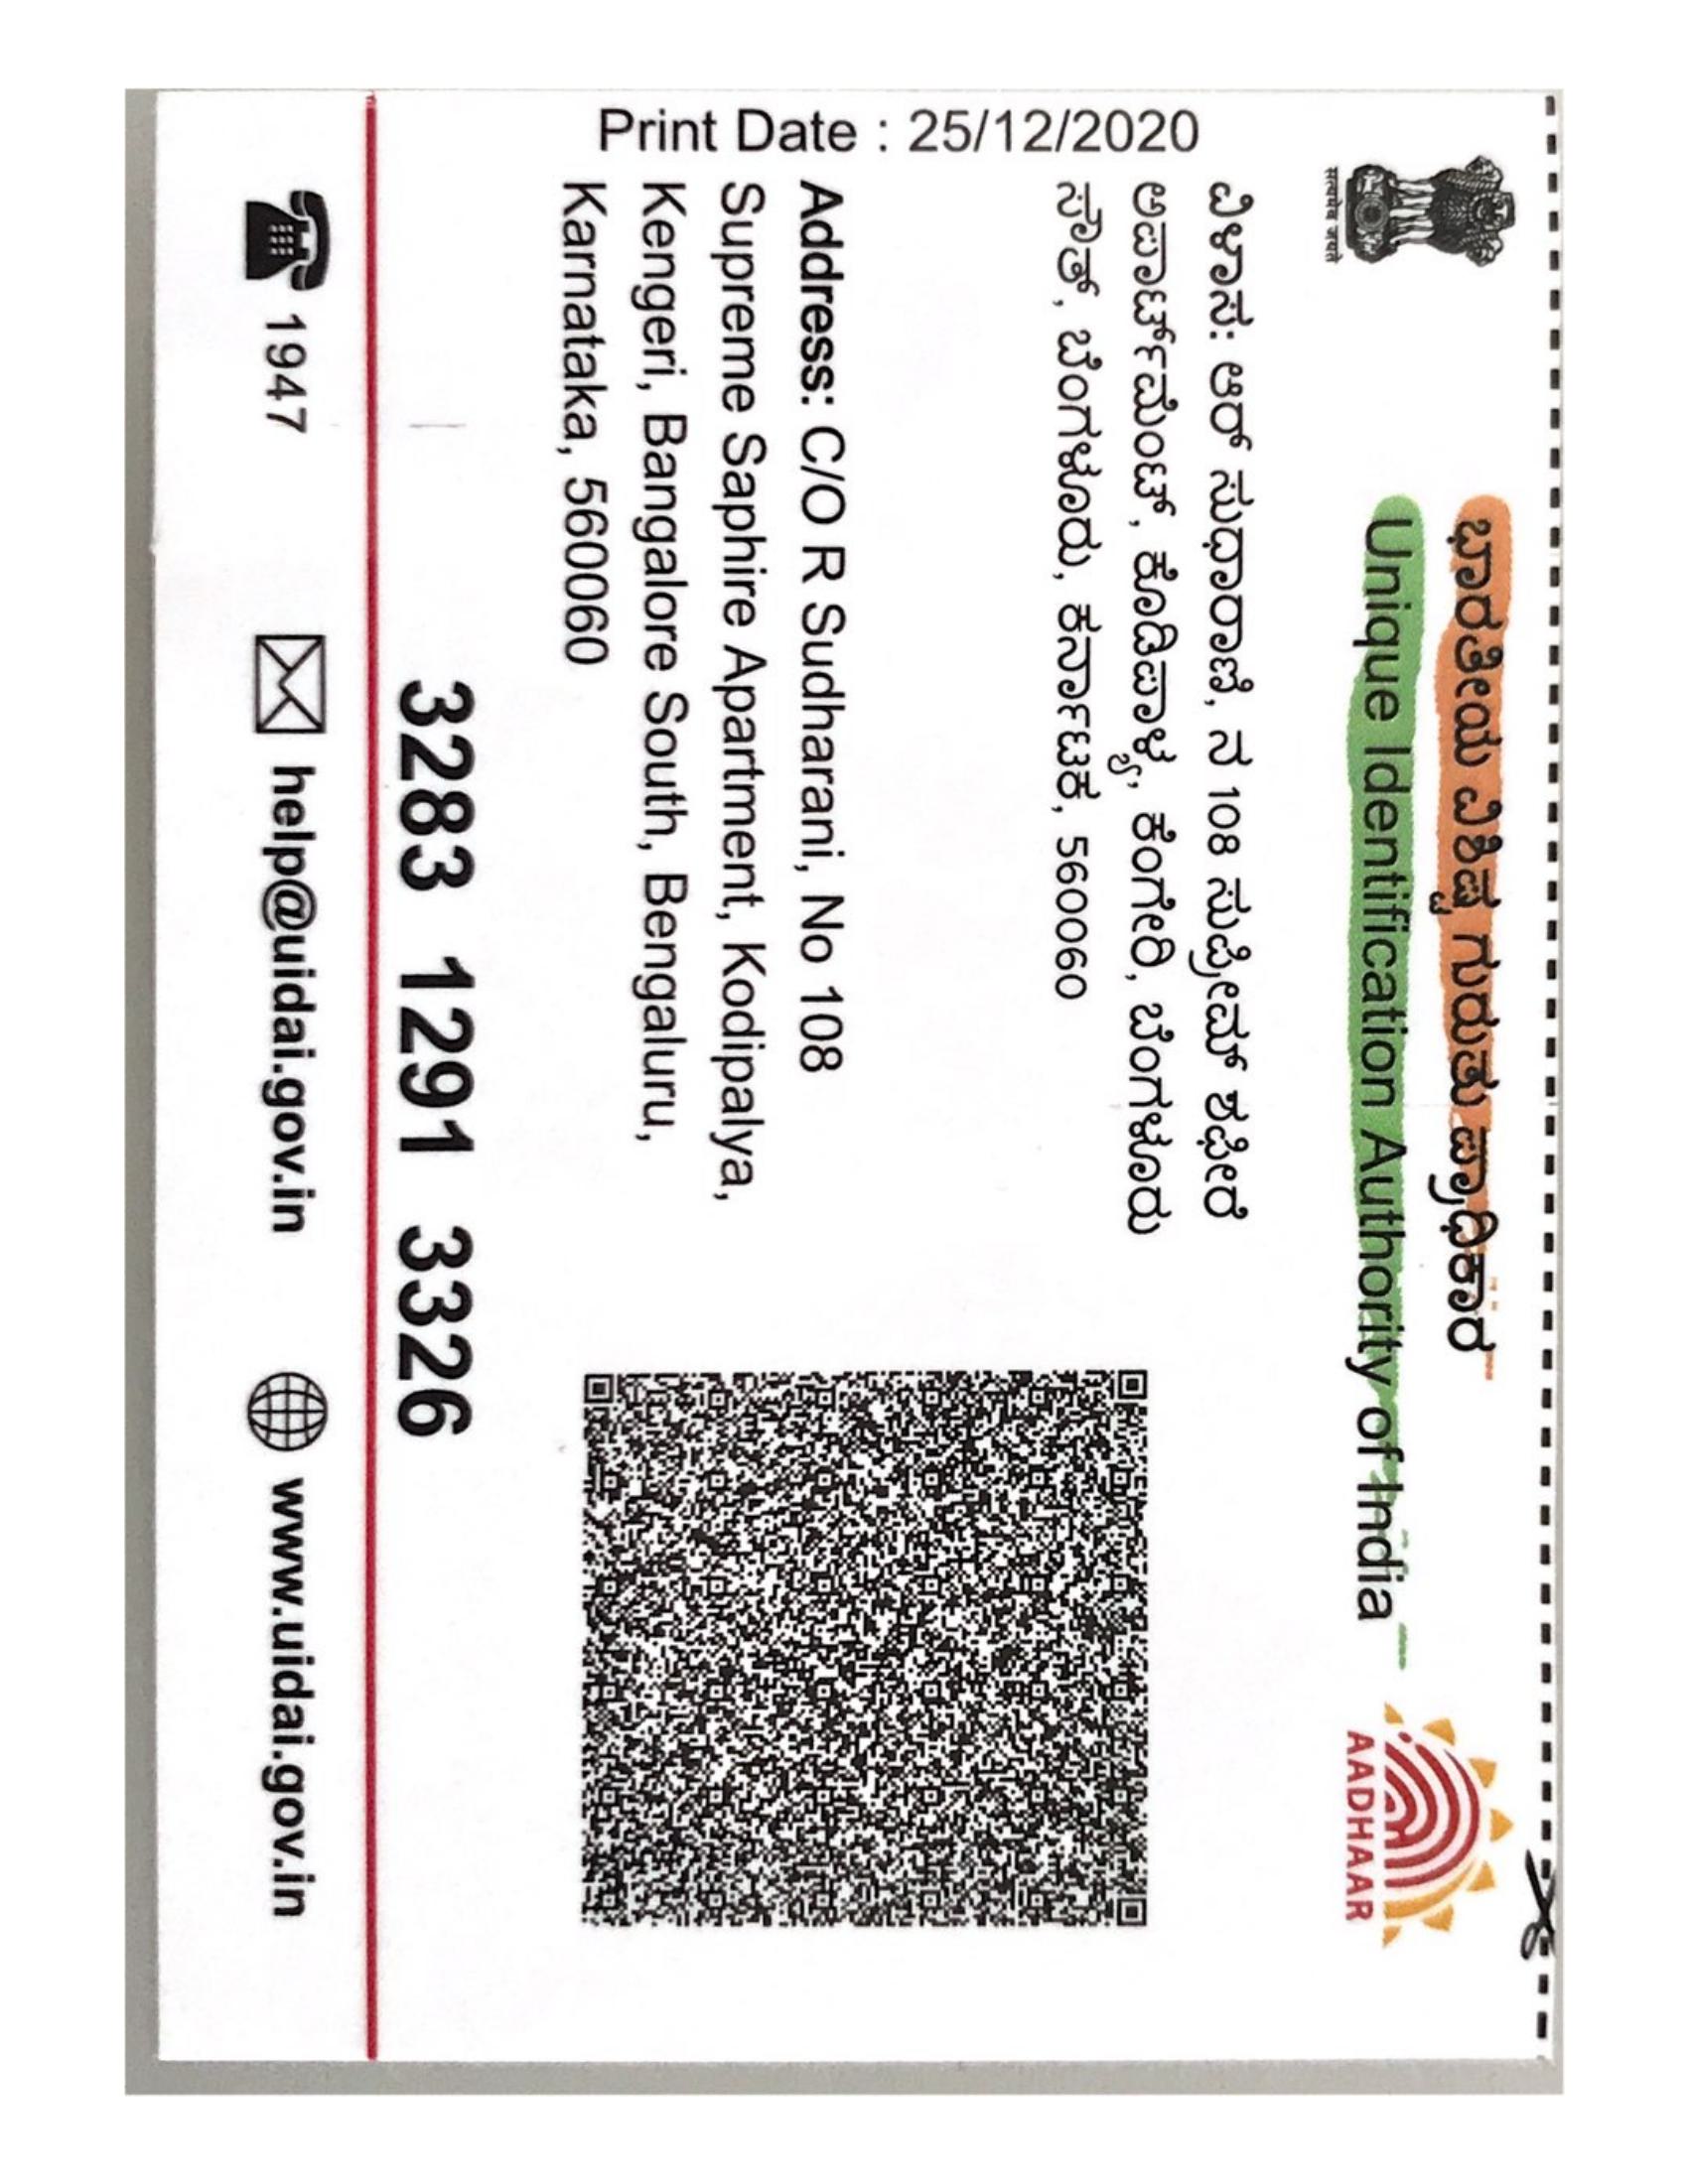 ಭಾರತೀಯ ವಿಶಿಷ್ಟ ಗುರುತು ಪ್ರಾಧಿಕಾರ
Unique Identification Authority of India
सत्यमेव जयते
AADHAAR
Print Date : 25/12/2020
ವಿಳಾಸ: ಆರ್ ಸುಧಾರಾಣಿ, ನ 108 ಸುಪ್ರೀಮ್ ಶಫೀರೆ
ಅಪಾರ್ಟ್ಮೆಂಟ್, ಕೊಡಿಪಾಳ್ಯ, ಕೆಂಗೇರಿ, ಬೆಂಗಳೂರು
ಸೌತ್, ಬೆಂಗಳೂರು, ಕರ್ನಾಟಕ, 560060
Address: C/O R Sudharani, No 108
Supreme Saphire Apartment, Kodipalya,
Kengeri, Bangalore South, Bengaluru,
Karnataka, 560060
3283 1291 3326
1947 help@uidai.gov.in www.uidai.gov.in